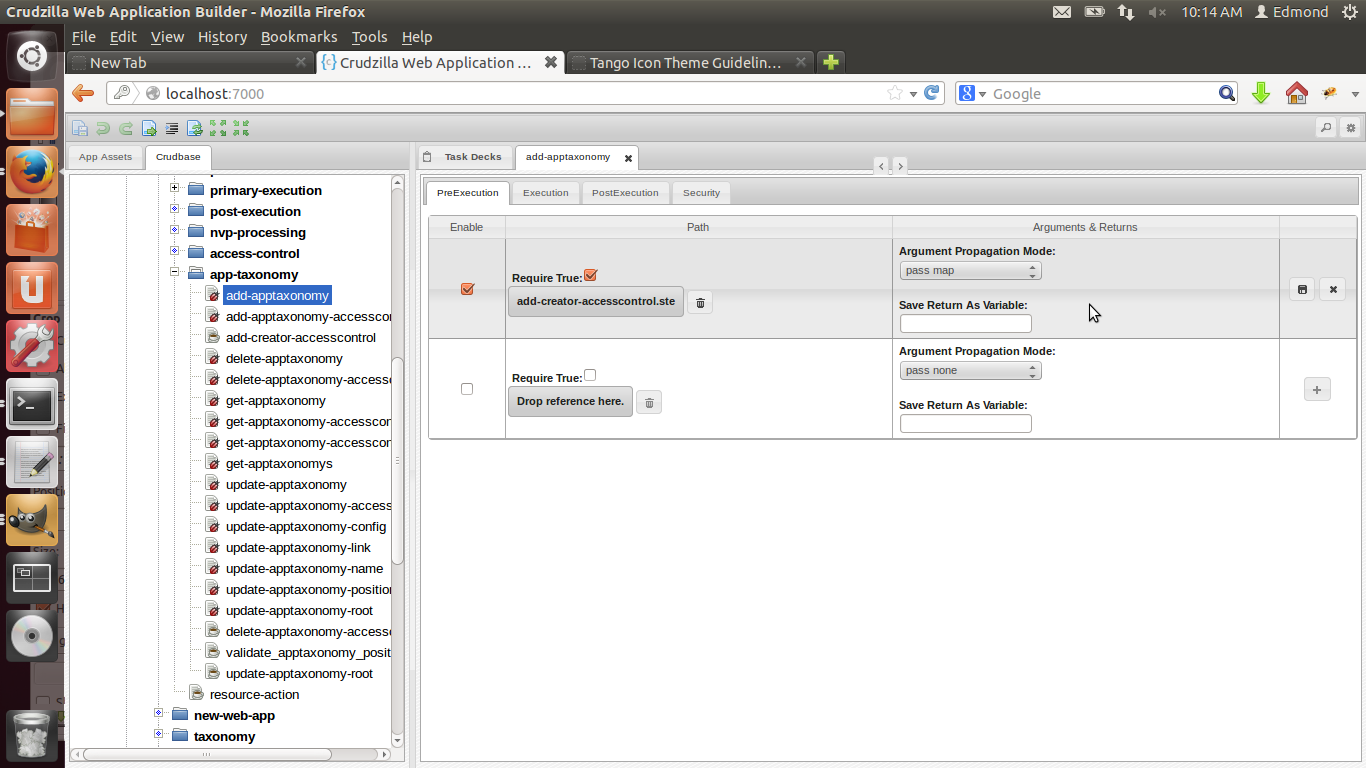 Crudzilla Web Application Builder - Mozilla Firefox
10:14 AM
Edmond
File Edit View History Bookmarks Tools Help
New Tab
{c} Crudzilla Web Application ...
Tango Icon Theme Guidelin...
localhost:7000
8 Google
App Assets
Crudbase
Task Decks
add-apptaxonomy
primary-execution
post-execution
nvp-processing
access-control
app-taxonomy
add-apptaxonomy
add-apptaxonomy-accesscon
add-creator-accesscontrol
delete-apptaxonomy
delete-apptaxonomy-accessc
get-apptaxonomy
get-apptaxonomy-accesscon
get-apptaxonomy-accesscon
get-apptaxonomys
update-apptaxonomy
update-apptaxonomy-access
update-apptaxonomy-config
update-apptaxonomy-link
update-apptaxonomy-name
update-apptaxonomy-position
update-apptaxonomy-root
delete-apptaxonomy-accessc
validate_apptaxonomy_posit
update-apptaxonomy-root
resource-action
new-web-app
taxonomy
PreExecution
Execution
PostExecution
Security
Enable
Path
Arguments & Returns
Require True:
add-creator-accesscontrol.ste
Argument Propagation Mode:
pass map
Save Return As Variable:
Require True:
Drop reference here.
Argument Propagation Mode:
pass none
Save Return As Variable: